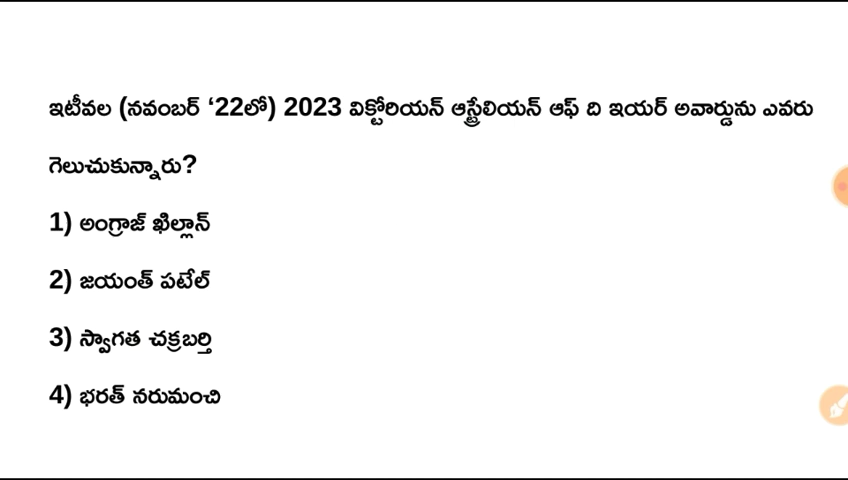 ఇటీవల (నవంబర్ ‘22లో) 2023 విక్టోరియన్ ఆస్ట్రేలియన్ ఆఫ్ ది ఇయర్ అవార్డును ఎవరు
గెలుచుకున్నారు?
1) అంగ్రాజ్ ఖిల్లాన్
2) జయంత్ పటేల్
3) స్వాగత చక్రబర్తి
4) భరత్ నరుమంచి